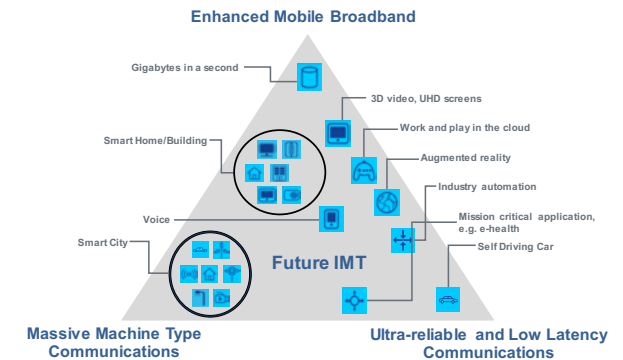 Enhanced Mobile Broadband
Gigabytes in a second
3D video, UHD screens
Work and play in the cloud
Smart Home/Building
Augmented reality
Industry automation
Mission critical application,
e.g. e-health
Voice
Smart City
Self Driving Car
Future IMT
Massive Machine Type
Communications
Ultra-reliable and Low Latency
Communications